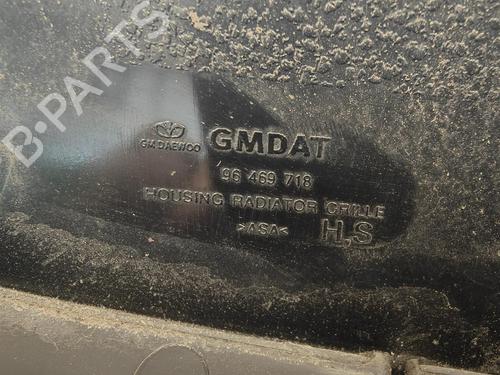 B-PARTS
GM DAEWOO GMDAT
96 469 718
HOUSING RADIATOR GRILLE
>ASA< H.S